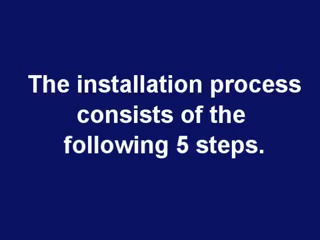 The installation process
consists of the
following 5 steps.